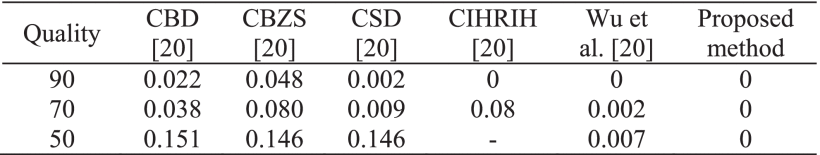 Quality CBD [20] CBZS [20] CSD [20] CIHRIH [20] Wu et al. [20] Proposed method
90 0.022 0.048 0.002 0 0 0
70 0.038 0.080 0.009 0.08 0.002 0
50 0.151 0.146 0.146 - 0.007 0